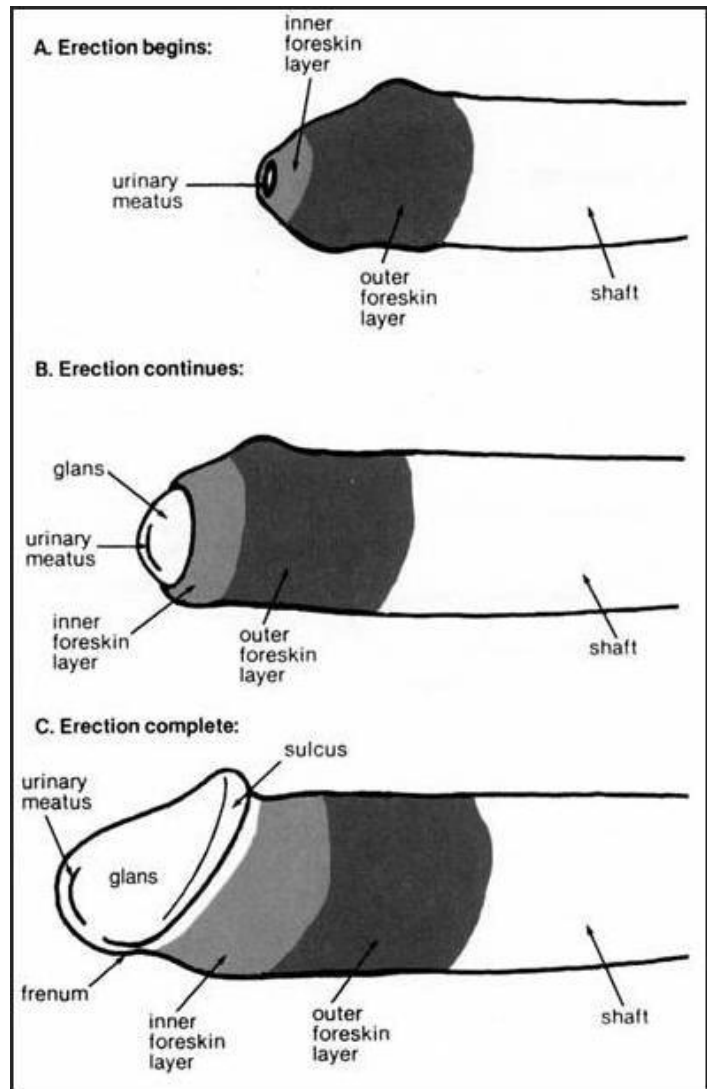 A. Erection begins:
inner
foreskin
layer
urinary
meatus
outer
foreskin
layer
shaft
B. Erection continues:
glans
urinary
meatus
inner
foreskin
layer
outer
foreskin
layer
shaft
C. Erection complete:
sulcus
urinary
meatus
glans
frenum
inner
foreskin
layer
outer
foreskin
layer
shaft